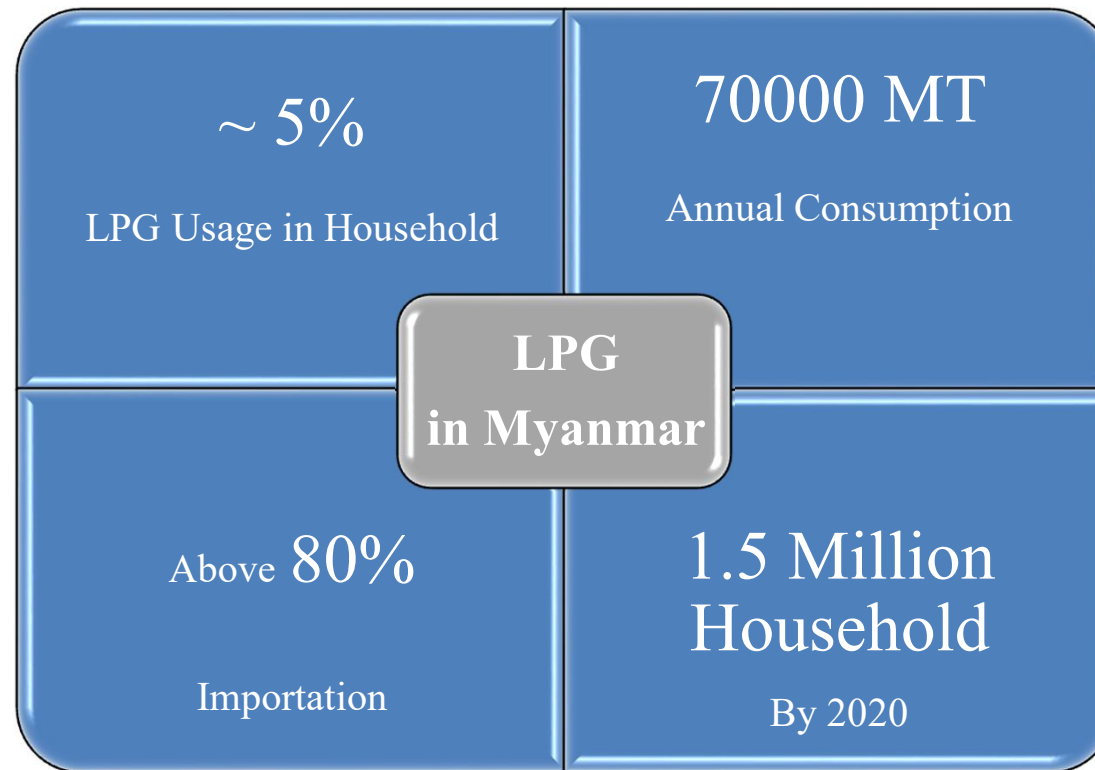 ~ 5%
LPG Usage in Household
70000 MT
Annual Consumption
LPG
in Myanmar
Above 80%
Importation
1.5 Million
Household
By 2020